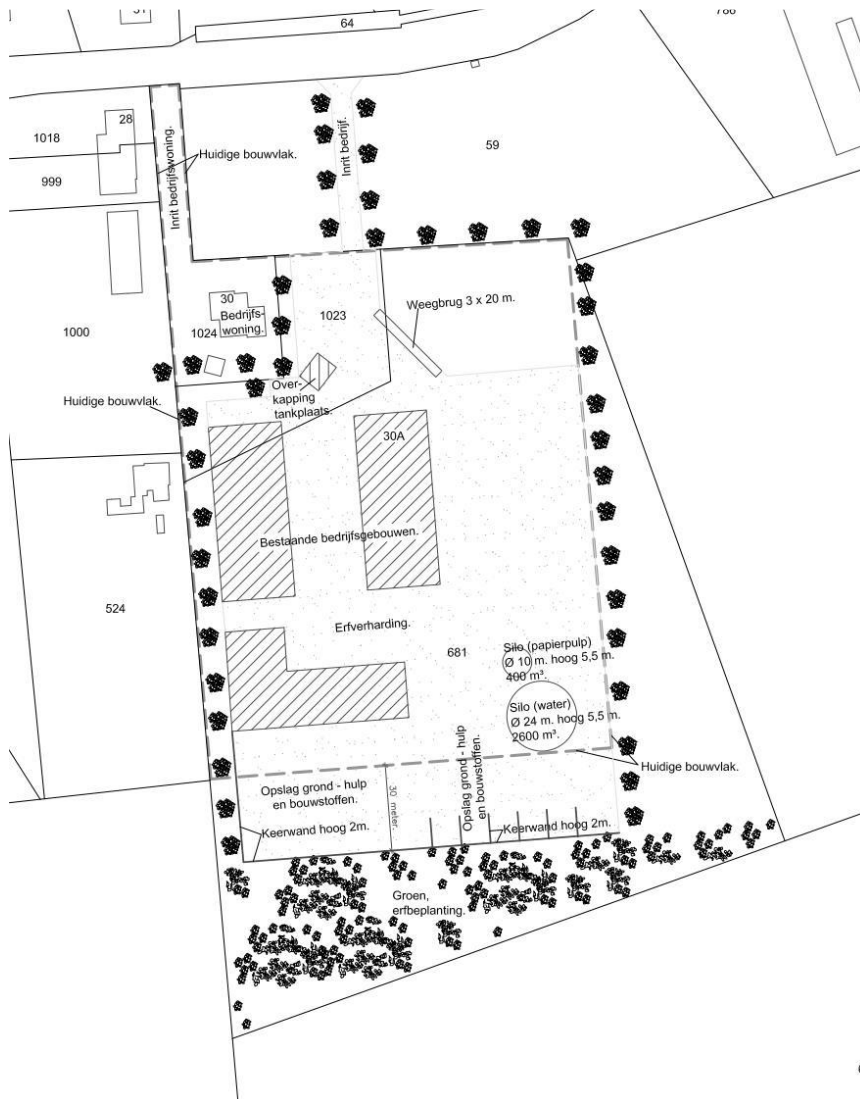 64
786
28
1018
999
59
Inrit bedrijfswoning.
Huidige bouwvlak.
Inrit bedrijf.
30
Bedrijfs-
woning.
1024
1023
Weegbrug 3 x 20 m.
1000
Over-
kapping
tankplaats.
Huidige bouwvlak.
30A
Bestaande bedrijfsgebouwen.
524
Erfverharding.
681
Silo (papierpulp)
Ø 10 m. hoog 5,5 m.
400 m³.
Silo (water)
Ø 24 m. hoog 5,5 m.
2600 m³.
Huidige bouwvlak.
Opslag grond - hulp
en bouwstoffen.
30 meter.
Opslag grond - hulp
en bouwstoffen.
Keerwand hoog 2m.
Keerwand hoog 2m.
Groen,
erfbeplanting.